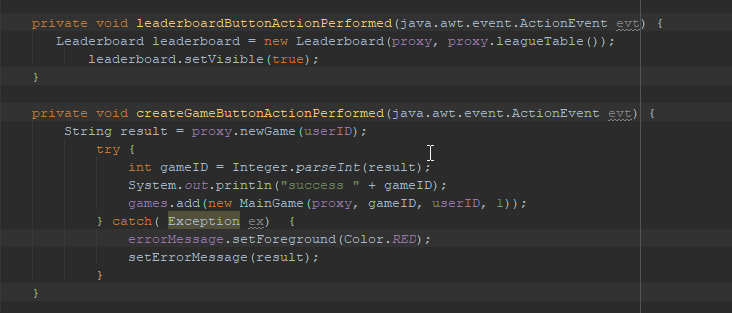 private void leaderboardButtonActionPerformed(java.awt.event.ActionEvent evt) {
Leaderboard leaderboard = new Leaderboard(proxy, proxy.leagueTable());
leaderboard.setVisible(true);
}
private void createGameButtonActionPerformed(java.awt.event.ActionEvent evt) {
String result = proxy.newGame(userID);
try {
int gameID = Integer.parseInt(result);
System.out.println("success " + gameID);
games.add(new MainGame(proxy, gameID, userID, 1));
} catch( Exception ex)  {
errorMessage.setForeground(Color.RED);
setErrorMessage(result);
}
}